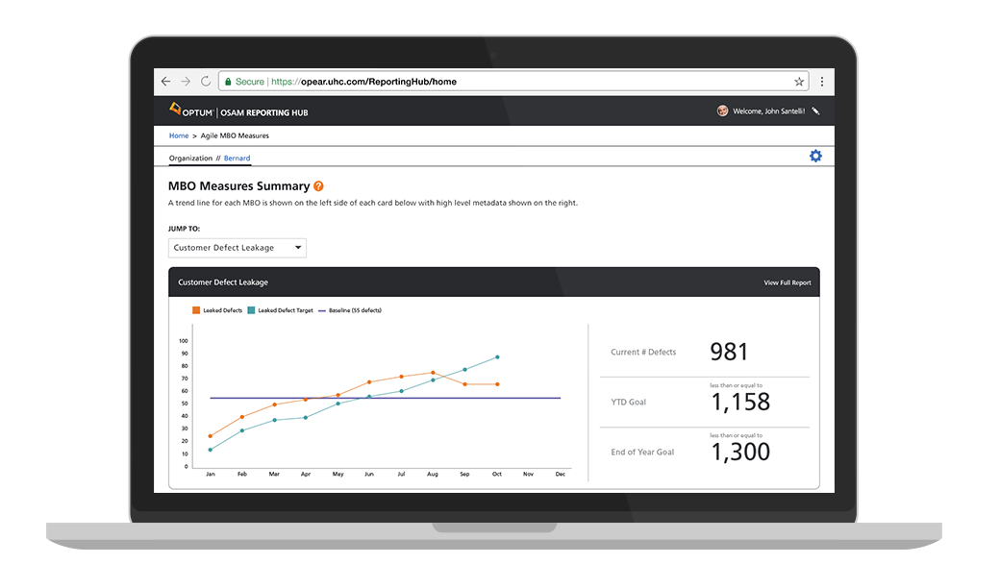 Secure | https://opear.uhc.com/ReportingHub/home
OPTUM | OSAM REPORTING HUB
Welcome, John Santelli!
Home > Agile MBO Measures
Organization // Bernard
MBO Measures Summary ?
A trend line for each MBO is shown on the left side of each card below with high level metadata shown on the right.
JUMP TO:
Customer Defect Leakage
Customer Defect Leakage View Full Report
Leaked Defects Leaked Defect Target Baseline (55 defects)
100
90
80
70
60
50
40
30
20
10
0
Jan Feb Mar Apr May Jun Jul Aug Sep Oct Nov Dec
Current # Defects 981
less than or equal to
YTD Goal 1,158
less than or equal to
End of Year Goal 1,300